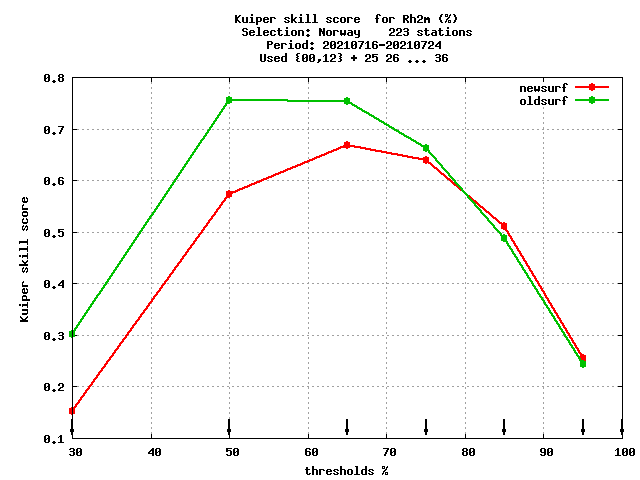 Kuiper skill score  for Rh2m (%)
Selection: Norway    223 stations
Period: 20210716-20210724
Used {00,12} + 25 26 ... 36
newsurf
oldsurf
Kuiper skill score
0.8
0.7
0.6
0.5
0.4
0.3
0.2
0.1
30 40 50 60 70 80 90 100
thresholds %